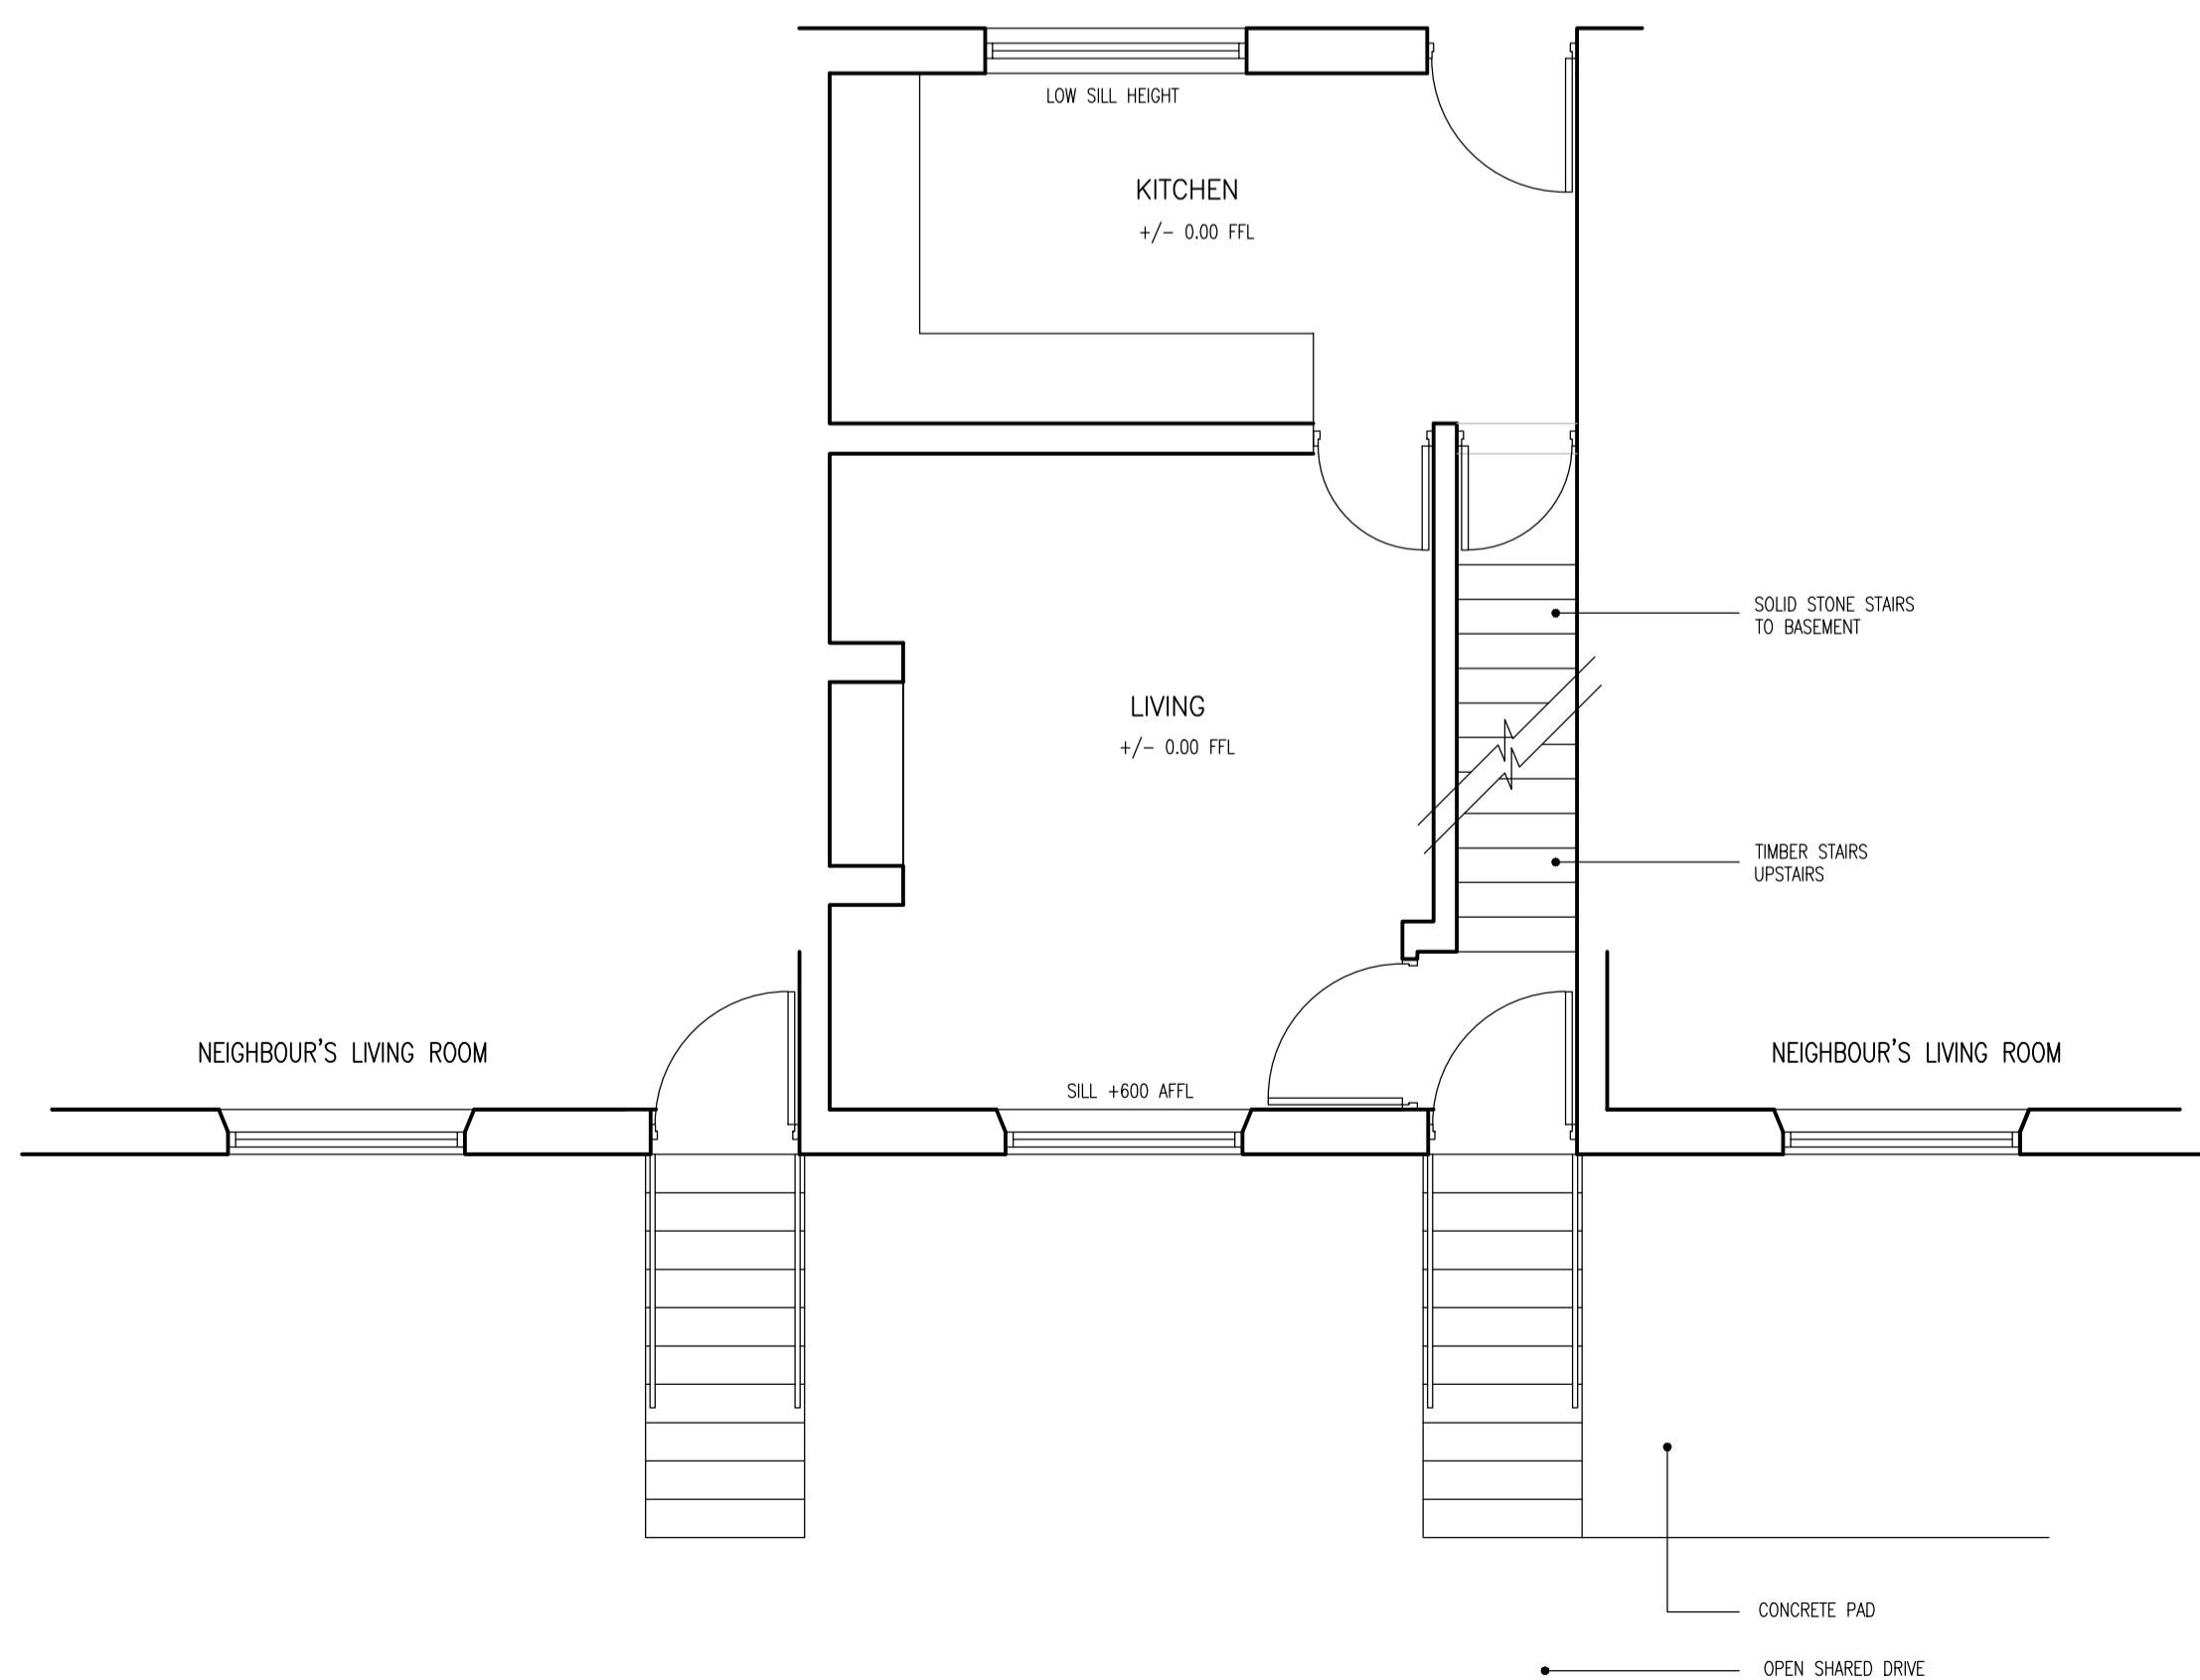 LOW SILL HEIGHT
KITCHEN
+/- 0.00 FFL
SOLID STONE STAIRS
TO BASEMENT
LIVING
+/- 0.00 FFL
TIMBER STAIRS
UPSTAIRS
NEIGHBOUR'S LIVING ROOM
NEIGHBOUR'S LIVING ROOM
SILL +600 AFFL
CONCRETE PAD
OPEN SHARED DRIVE